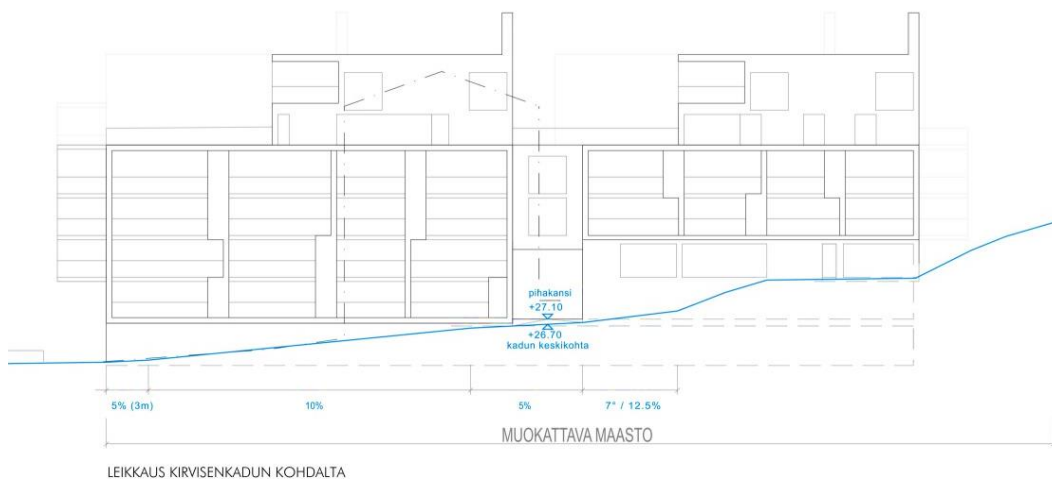 pihakansi
+27.10
+26.70
kadun keskikohta
5% (3m) 10% 5% 7° / 12.5%
MUOKATTAVA MAASTO
LEIKKAUS KIRVISENKADUN KOHDALTA